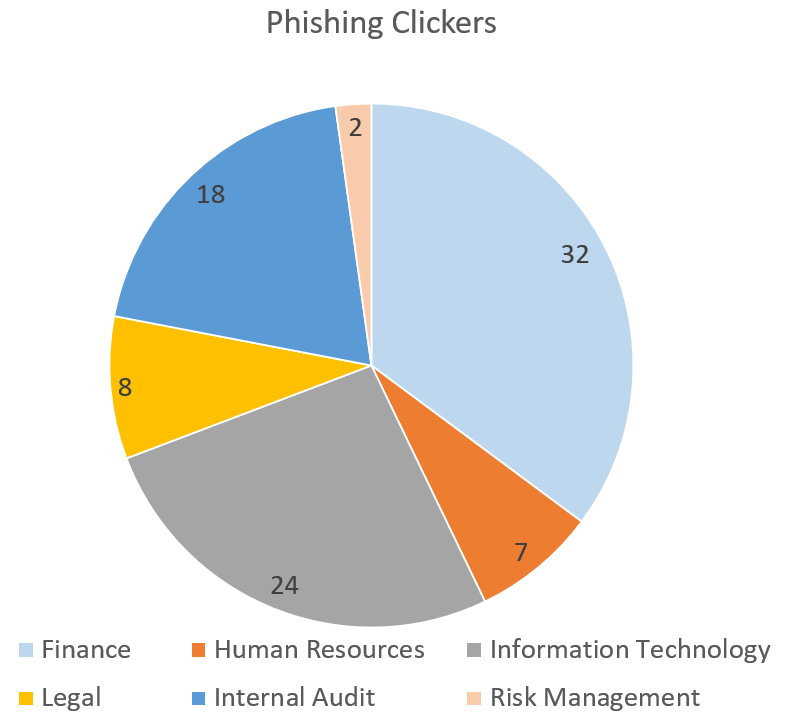 Phishing Clickers
2
18
32
8
7
24
Finance Human Resources Information Technology
Legal Internal Audit Risk Management